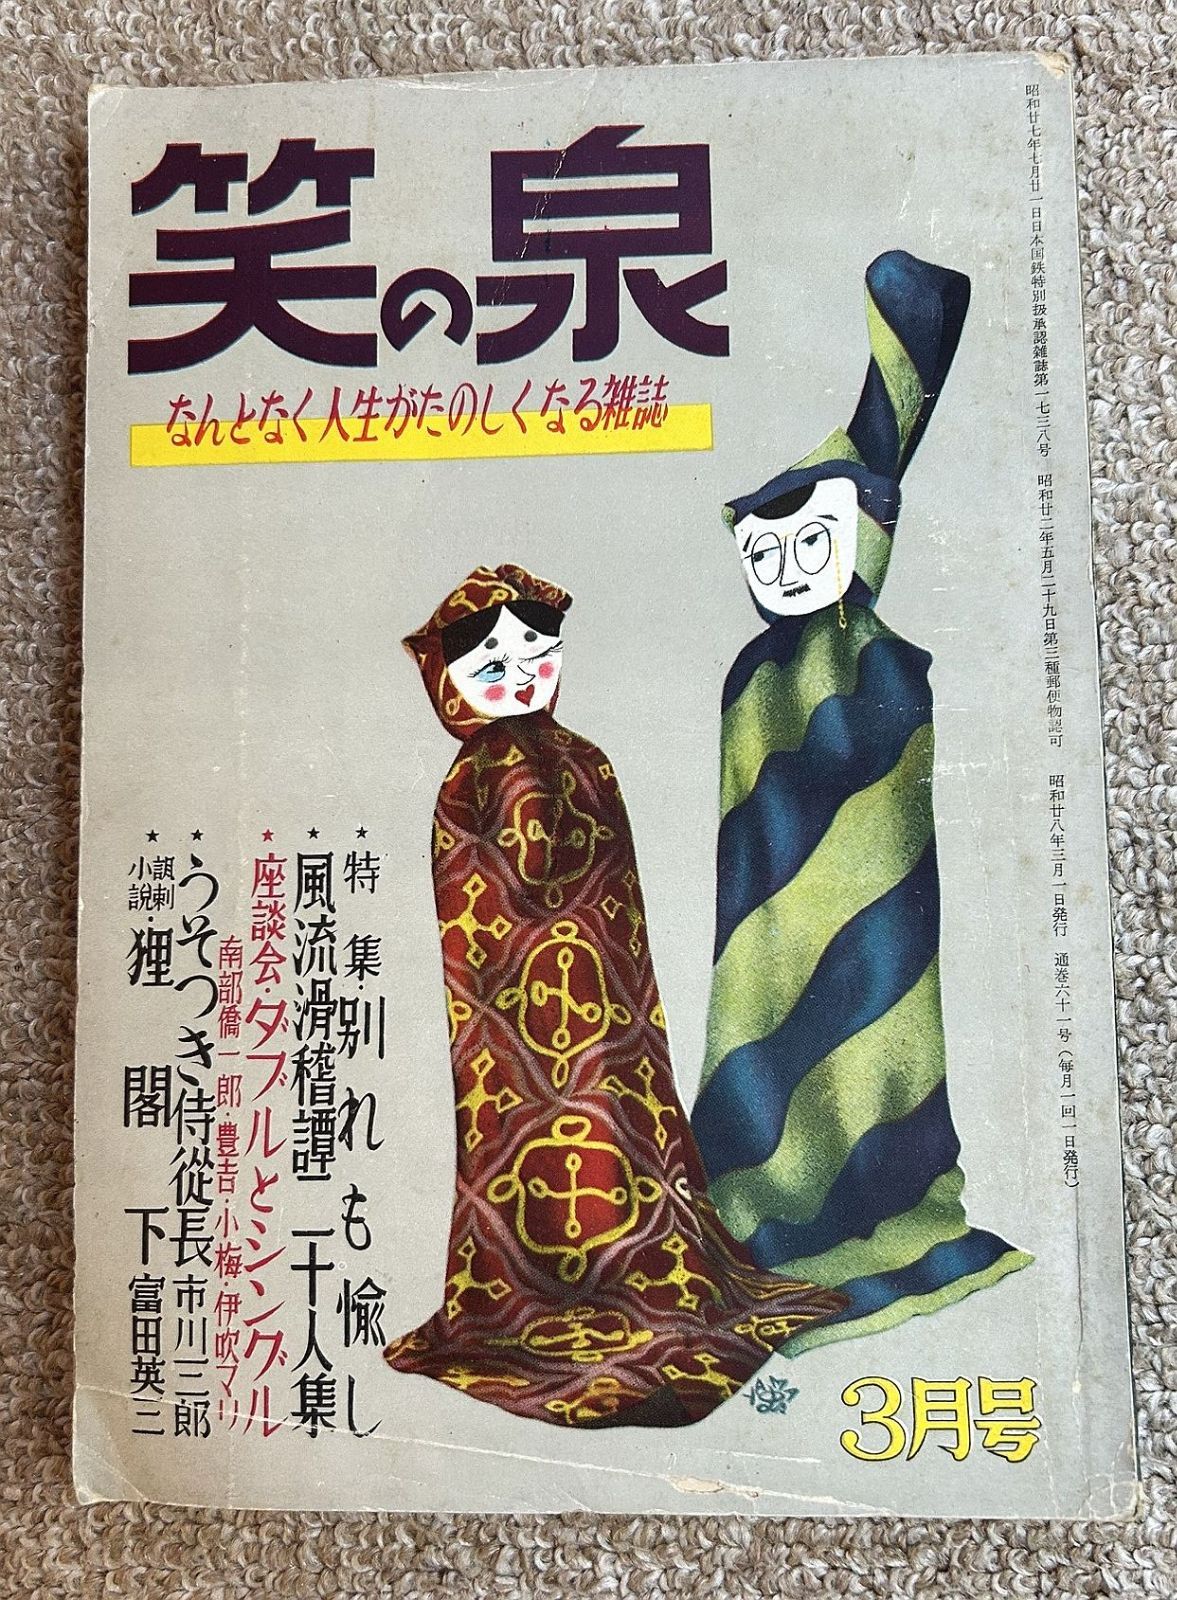 笑の泉
なんとなく人生がたのしくなる雑誌
昭和廿七年七月廿一日日本国鉄特別扱承認雑誌第一七三八号　昭和廿二年五月二十九日第三種郵便物認可　昭和廿八年三月一日発行　通巻六十一号（毎月一回一日発行）
★特集・別れも愉し
★風流滑稽譚二十人集
★座談会・ダブルとシングル
南部僑一郎・豊吉・小梅・伊吹マリ
★うそつき侍從長 市川三郎
★諷刺小説・狸閣下 富田英三
3月号